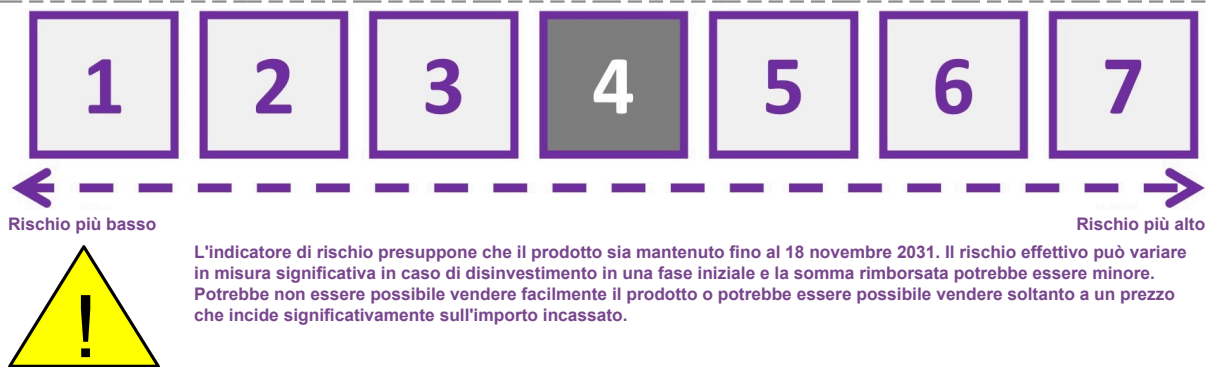 1 2 3 4 5 6 7
Rischio più basso Rischio più alto
!
L'indicatore di rischio presuppone che il prodotto sia mantenuto fino al 18 novembre 2031. Il rischio effettivo può variare
in misura significativa in caso di disinvestimento in una fase iniziale e la somma rimborsata potrebbe essere minore.
Potrebbe non essere possibile vendere facilmente il prodotto o potrebbe essere possibile vendere soltanto a un prezzo
che incide significativamente sull'importo incassato.